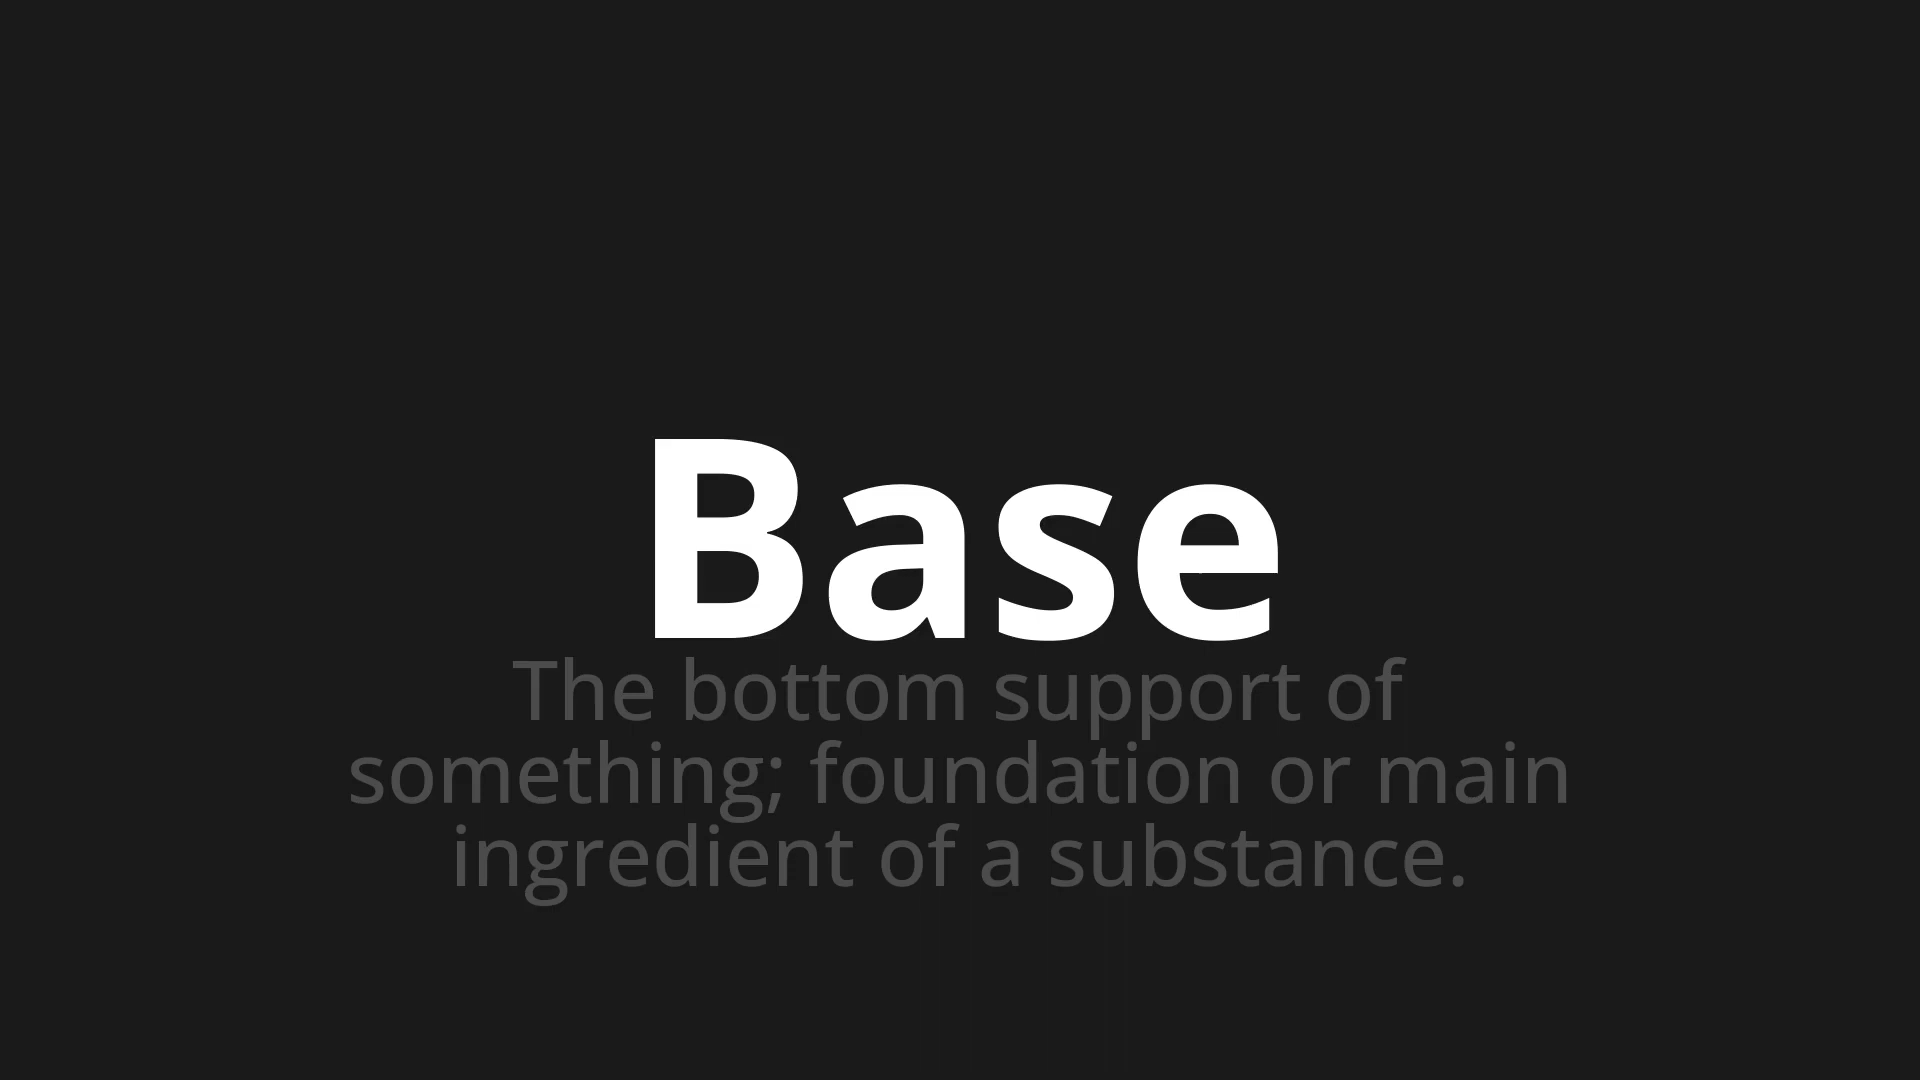 Base
The bottom support of
something; foundation or main
ingredient of a substance.